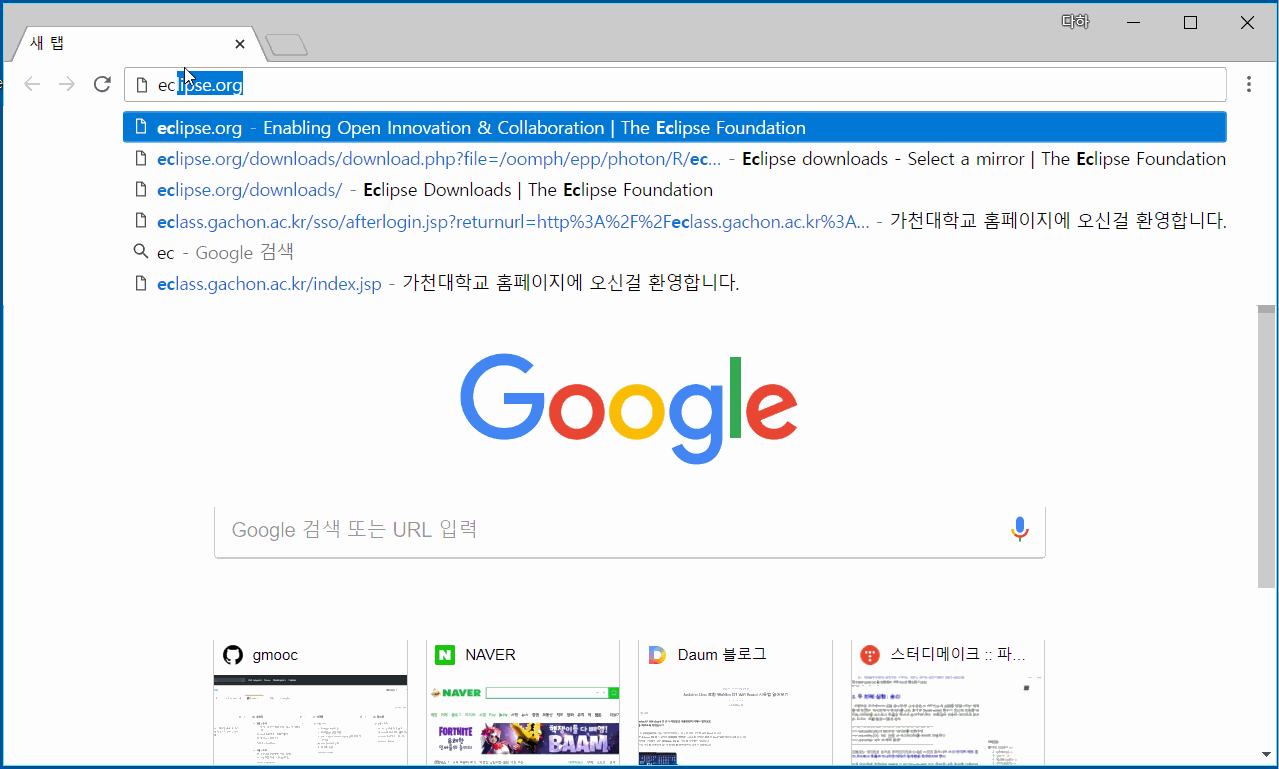 다하
새 탭
eclipse.org
eclipse.org - Enabling Open Innovation & Collaboration | The Eclipse Foundation
eclipse.org/downloads/download.php?file=/oomph/epp/photon/R/ec... - Eclipse downloads - Select a mirror | The Eclipse Foundation
eclipse.org/downloads/ - Eclipse Downloads | The Eclipse Foundation
eclass.gachon.ac.kr/sso/afterlogin.jsp?returnurl=http%3A%2F%2Feclass.gachon.ac.kr%3A... - 가천대학교 홈페이지에 오신걸 환영합니다.
ec - Google 검색
eclass.gachon.ac.kr/index.jsp - 가천대학교 홈페이지에 오신걸 환영합니다.
Google
Google 검색 또는 URL 입력
gmooc
NAVER
Daum 블로그
스터디메이크 :: 파...
NAVER
FORTNITE
BAAM